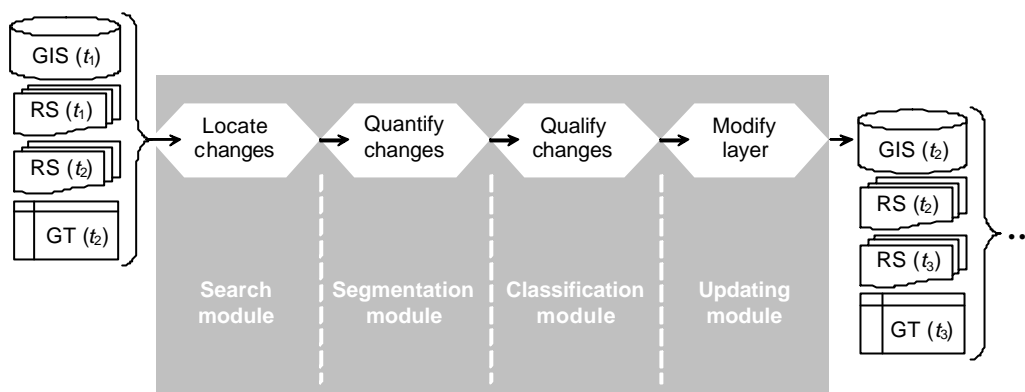 GIS (t1)
RS (t1)
RS (t2)
GT (t2)
Locate
changes
Quantify
changes
Qualify
changes
Modify
layer
Search
module
Segmentation
module
Classification
module
Updating
module
GIS (t2)
RS (t2)
RS (t3)
GT (t3)
..